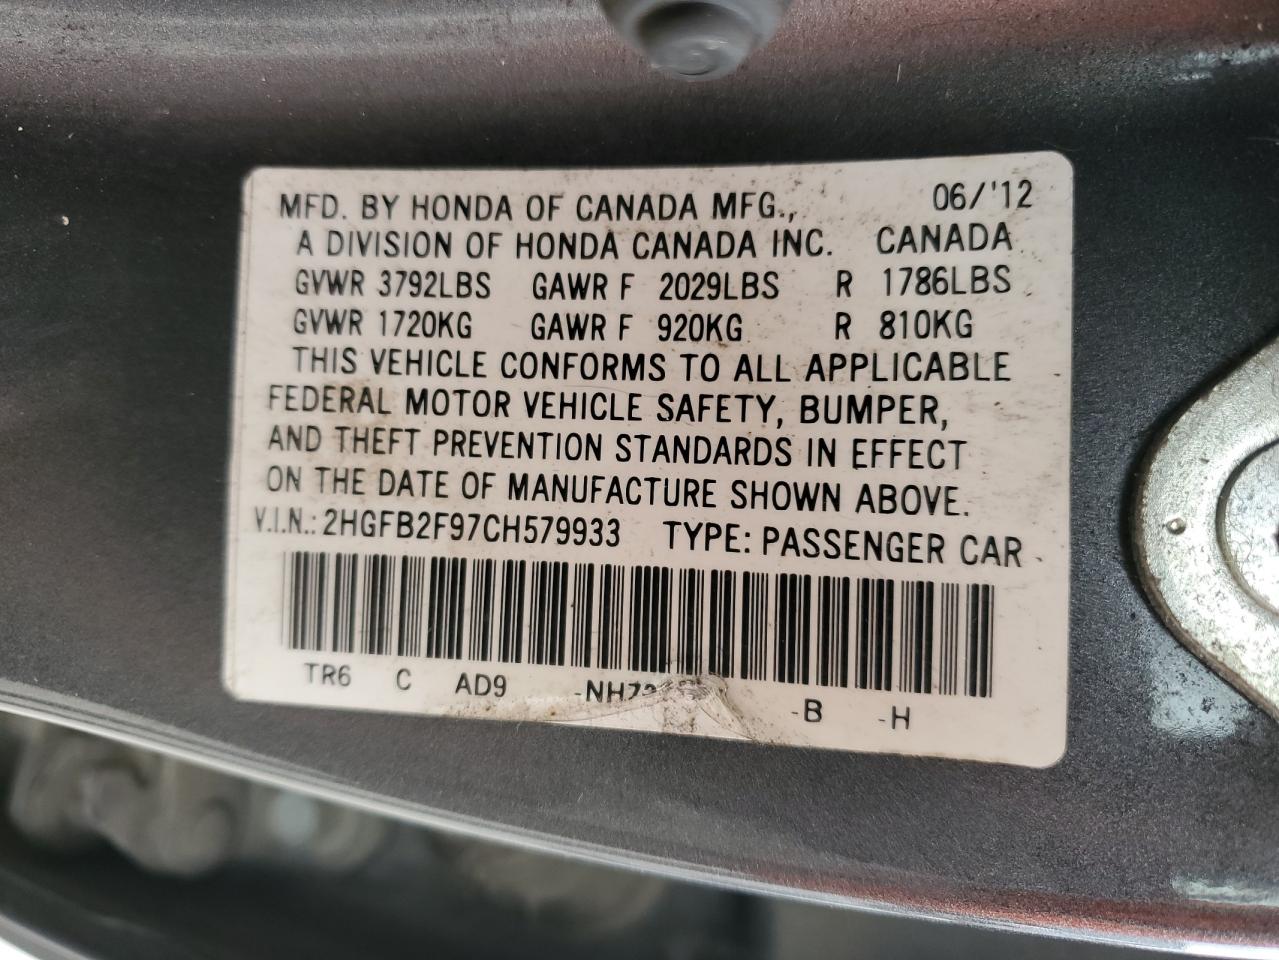 MFD. BY HONDA OF CANADA MFG., 06/'12
A DIVISION OF HONDA CANADA INC. CANADA
GVWR 3792LBS GAWR F 2029LBS R 1786LBS
GVWR 1720KG GAWR F 920KG R 810KG
THIS VEHICLE CONFORMS TO ALL APPLICABLE
FEDERAL MOTOR VEHICLE SAFETY, BUMPER,
AND THEFT PREVENTION STANDARDS IN EFFECT
ON THE DATE OF MANUFACTURE SHOWN ABOVE.
V.I.N.: 2HGFB2F97CH579933 TYPE: PASSENGER CAR
TR6 C AD9 -B -H